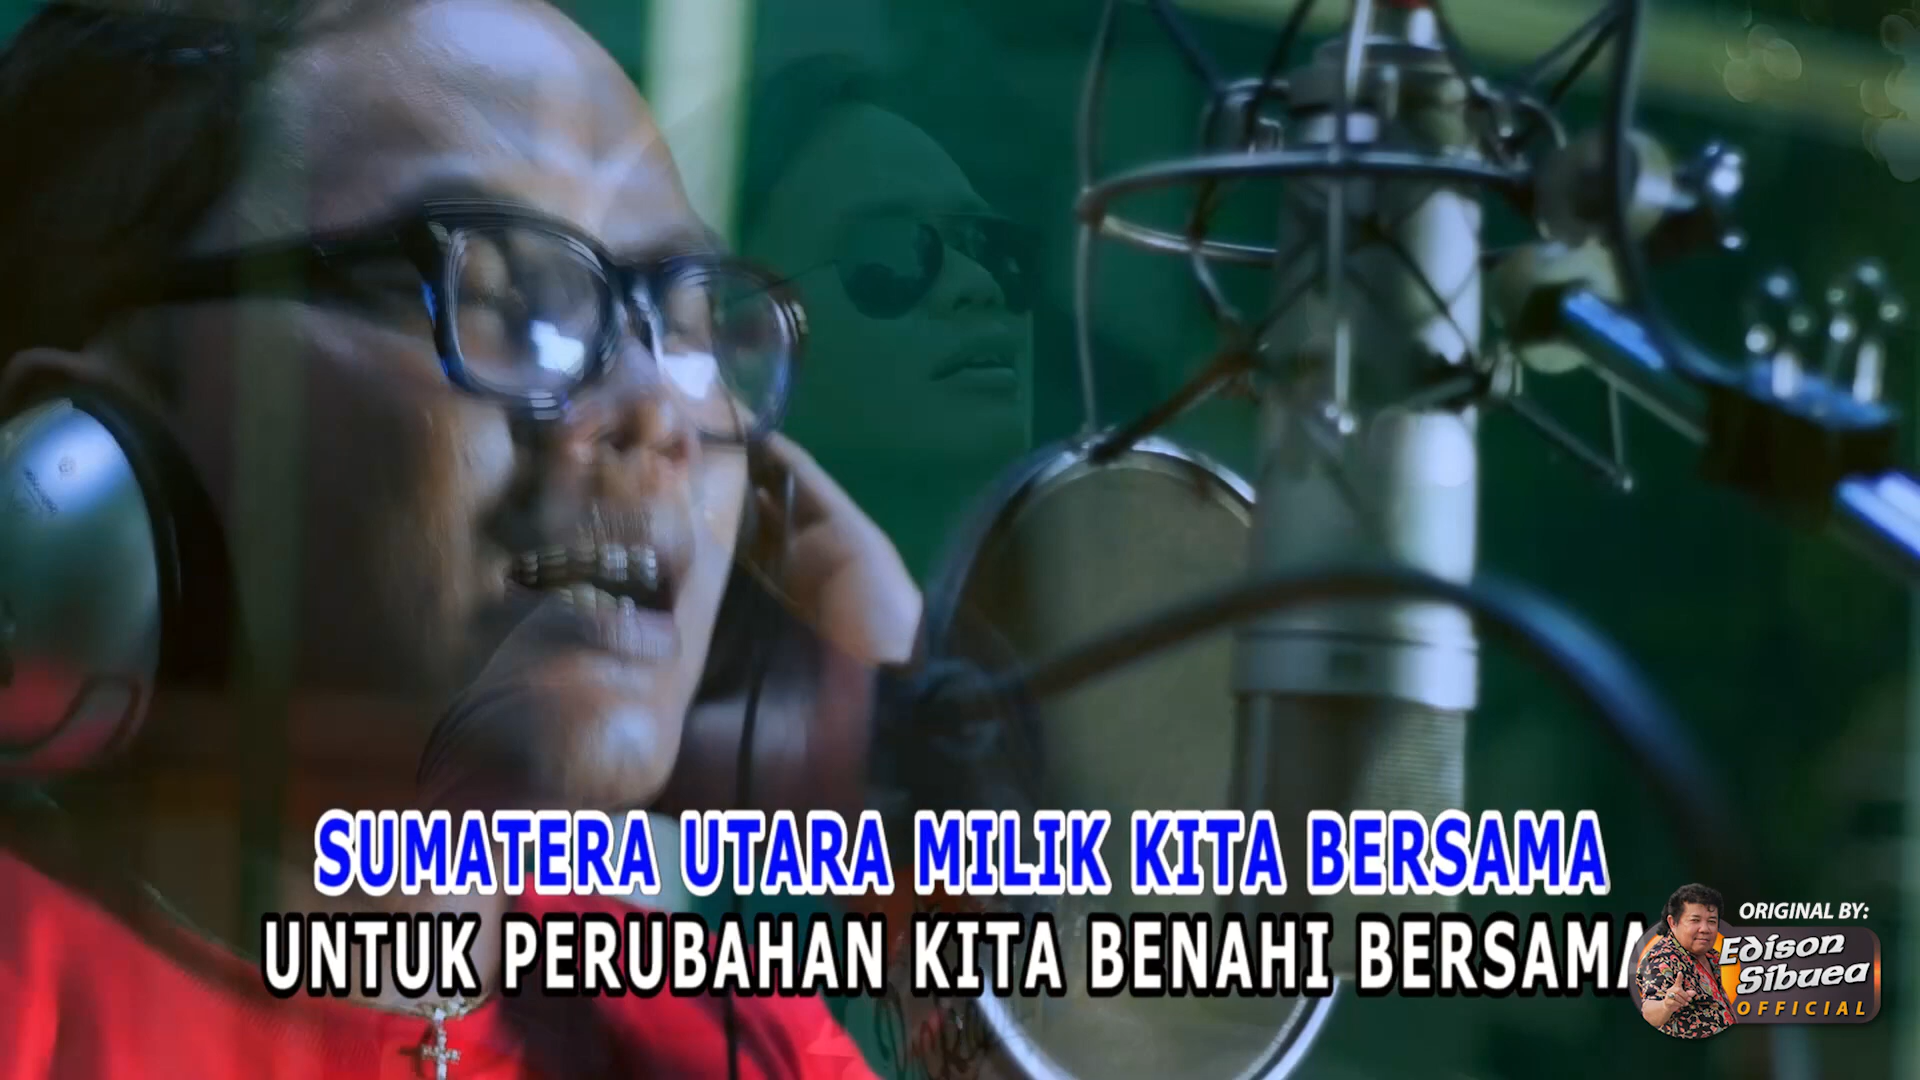 SUMATERA UTARA MILIK KITA BERSAMA
UNTUK PERUBAHAN KITA BENAHI BERSAMA
ORIGINAL BY:
Edison
Sibuea
OFFICIAL